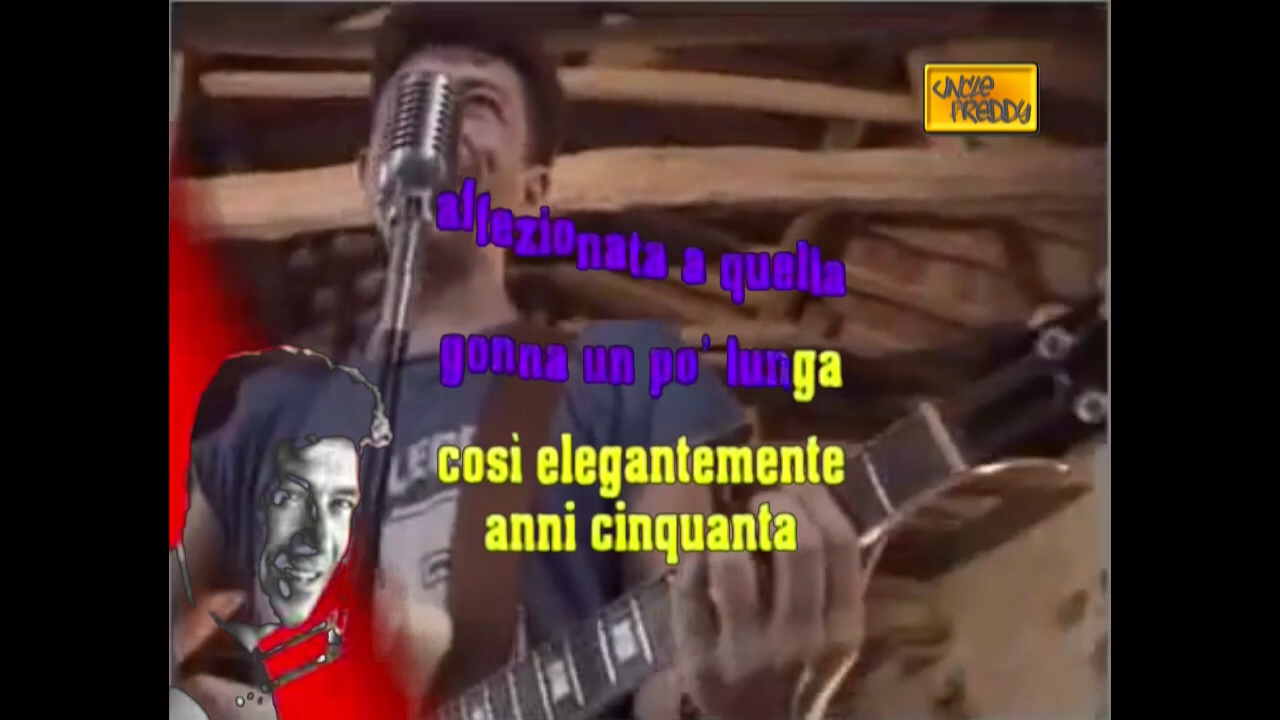 UNCLE
FREDDY
affezionata a quella
gonna un po' lunga
così elegantemente
anni cinquanta